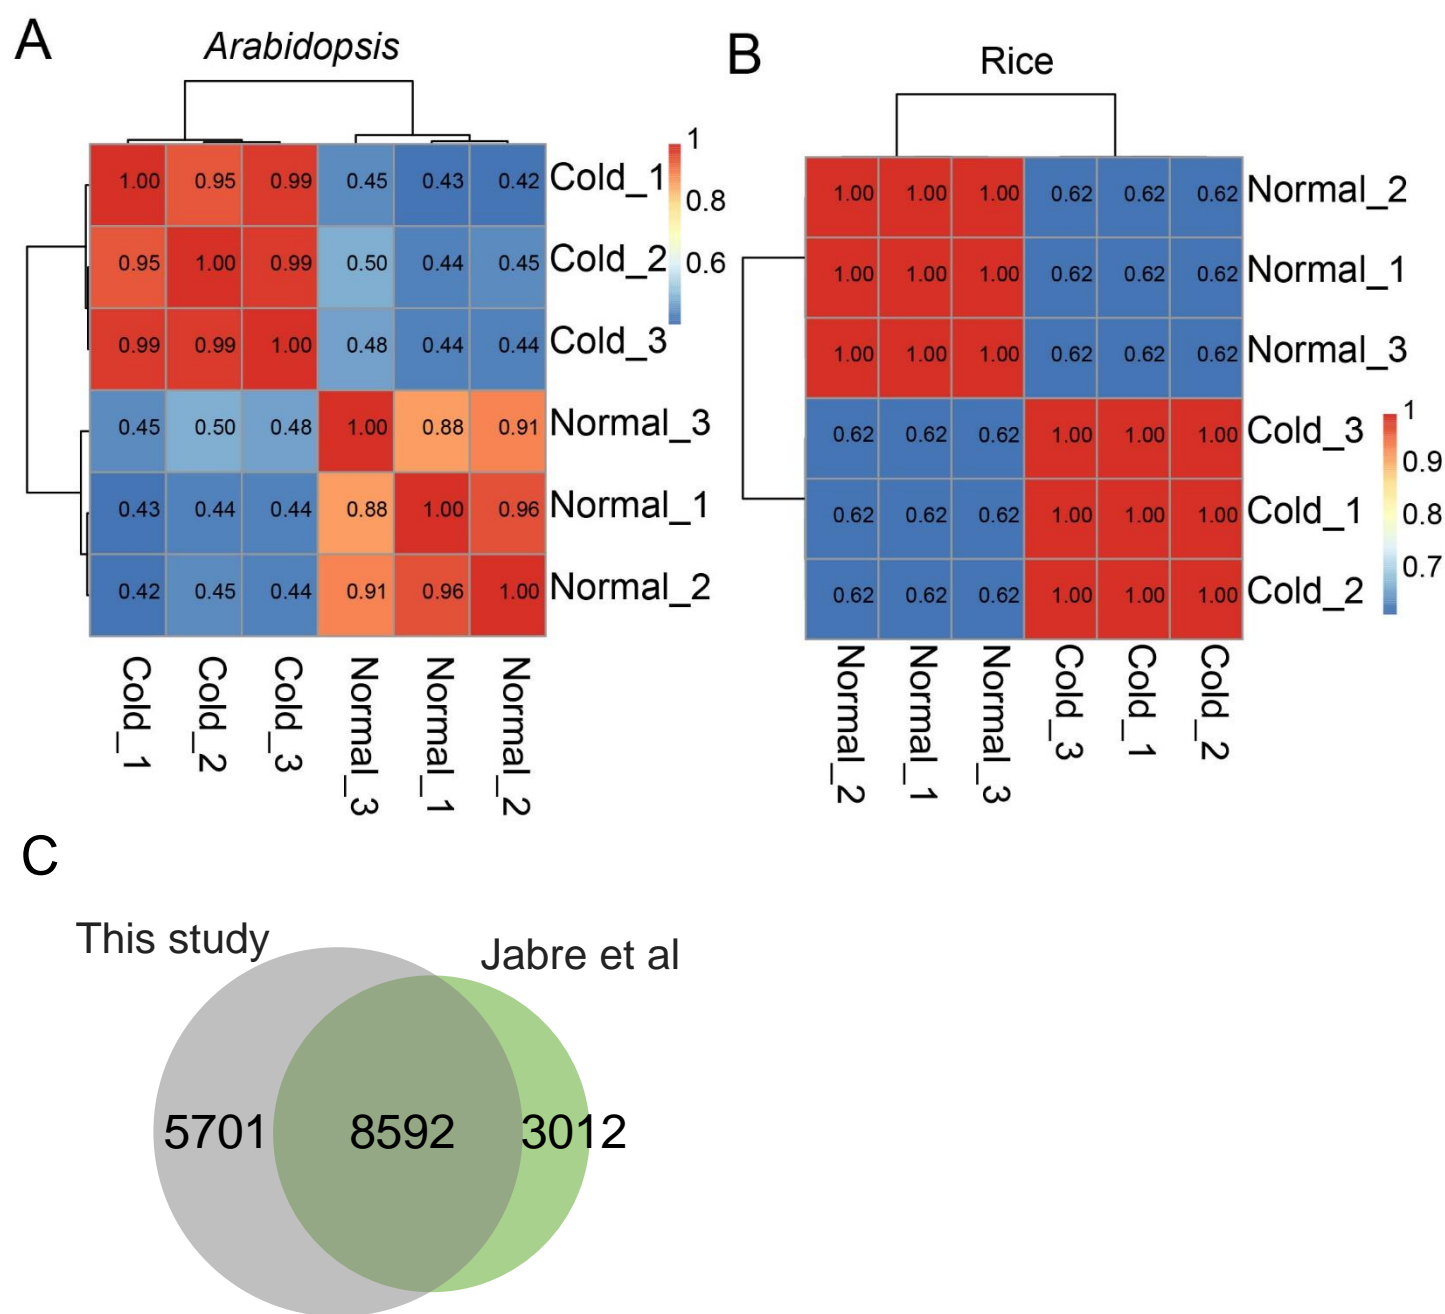 A
Arabidopsis
1.00 0.95 0.99 0.45 0.43 0.42 Cold_1
0.95 1.00 0.99 0.50 0.44 0.45 Cold_2
0.99 0.99 1.00 0.48 0.44 0.44 Cold_3
0.45 0.50 0.48 1.00 0.88 0.91 Normal_3
0.43 0.44 0.44 0.88 1.00 0.96 Normal_1
0.42 0.45 0.44 0.91 0.96 1.00 Normal_2
Cold_1 Cold_2 Cold_3 Normal_3 Normal_1 Normal_2
1
0.8
0.6
B
Rice
1.00 1.00 1.00 0.62 0.62 0.62 Normal_2
1.00 1.00 1.00 0.62 0.62 0.62 Normal_1
1.00 1.00 1.00 0.62 0.62 0.62 Normal_3
0.62 0.62 0.62 1.00 1.00 1.00 Cold_3
0.62 0.62 0.62 1.00 1.00 1.00 Cold_1
0.62 0.62 0.62 1.00 1.00 1.00 Cold_2
Normal_2 Normal_1 Normal_3 Cold_3 Cold_1 Cold_2
1
0.9
0.8
0.7
C
This study
Jabre et al
5701 8592 3012